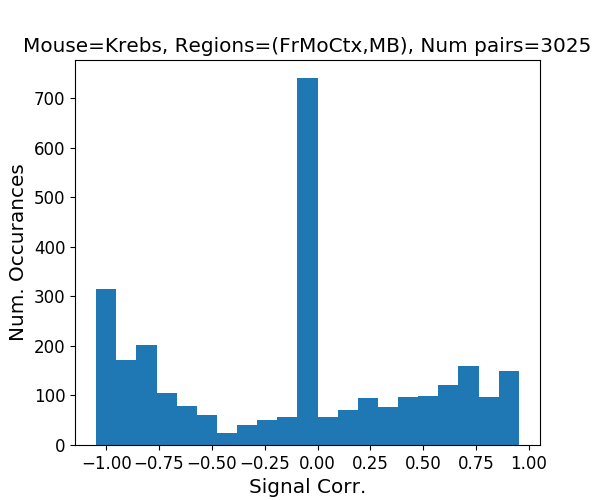 Mouse=Krebs, Regions=(FrMoCtx,MB), Num pairs=3025
700
600
500
400
300
200
100
0
Num. Occurances
−1.00 −0.75 −0.50 −0.25 0.00 0.25 0.50 0.75 1.00
Signal Corr.